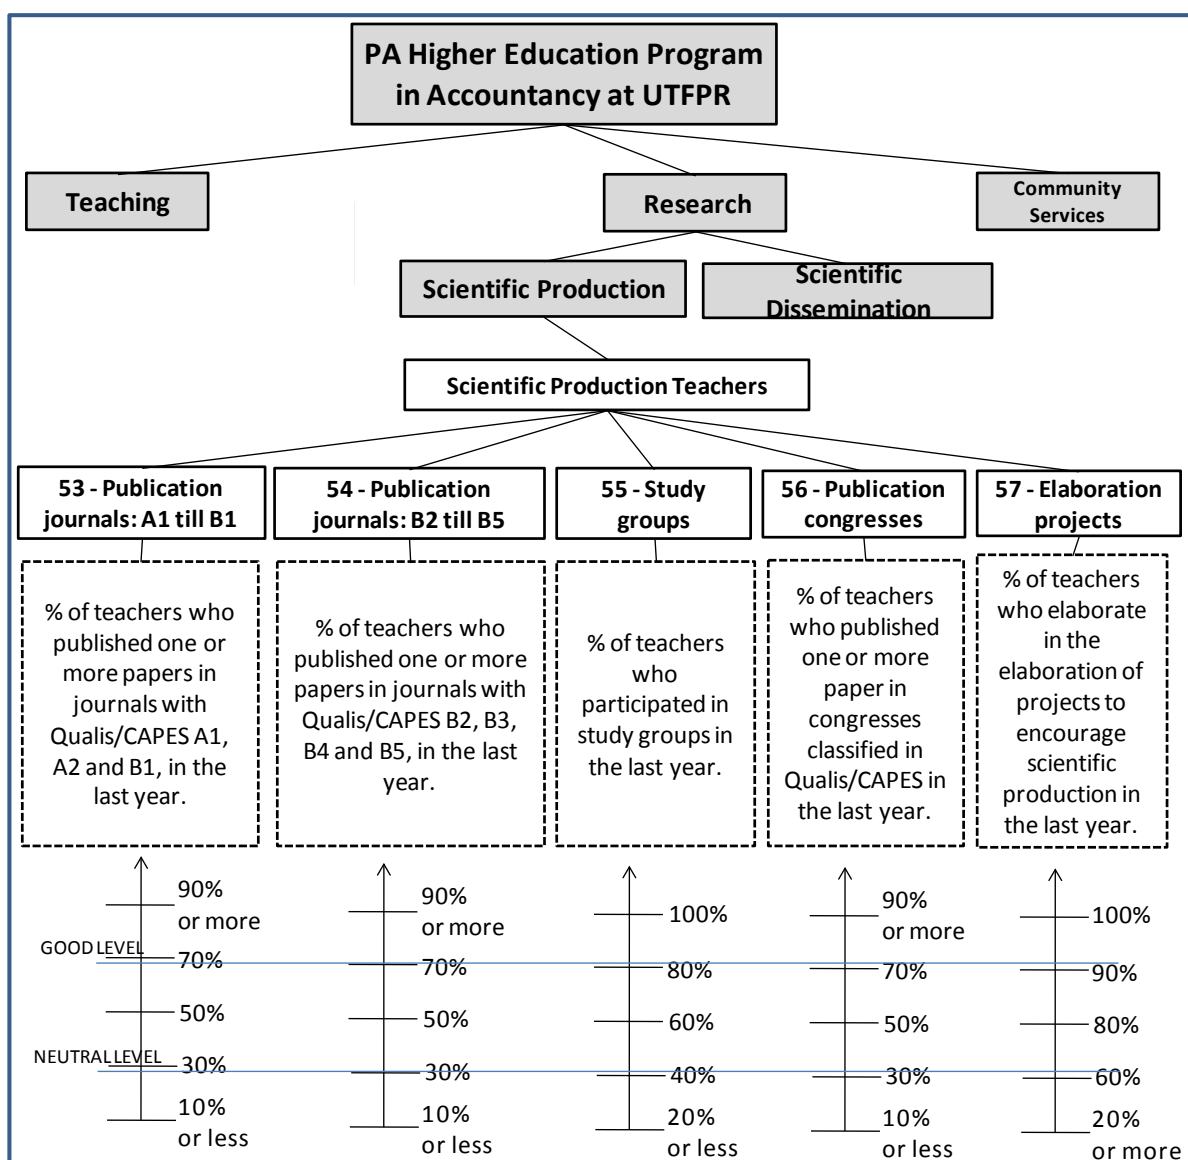 PA Higher Education Program
in Accountancy at UTFPR
Teaching
Research
Community
Services
Scientific Production
Scientific
Dissemination
Scientific Production Teachers
53 - Publication
journals: A1 till B1
54 - Publication
journals: B2 till B5
55 - Study
groups
56 - Publication
congresses
57 - Elaboration
projects
% of teachers who
published one or
more papers in
journals with
Qualis/CAPES A1,
A2 and B1, in the
last year.
% of teachers who
published one or more
papers in journals with
Qualis/CAPES B2, B3,
B4 and B5, in the last
year.
% of teachers
who
participated in
study groups in
the last year.
% of teachers
who published
one or more
paper in
congresses
classified in
Qualis/CAPES in
the last year.
% of teachers
who elaborate
in the
elaboration of
projects to
encourage
scientific
production in
the last year.
GOOD LEVEL
NEUTRAL LEVEL
90%
or more
70%
50%
30%
10%
or less
90%
or more
70%
50%
30%
10%
or less
100%
80%
60%
40%
20%
or less
90%
or more
70%
50%
30%
10%
or less
100%
90%
80%
60%
20%
or more